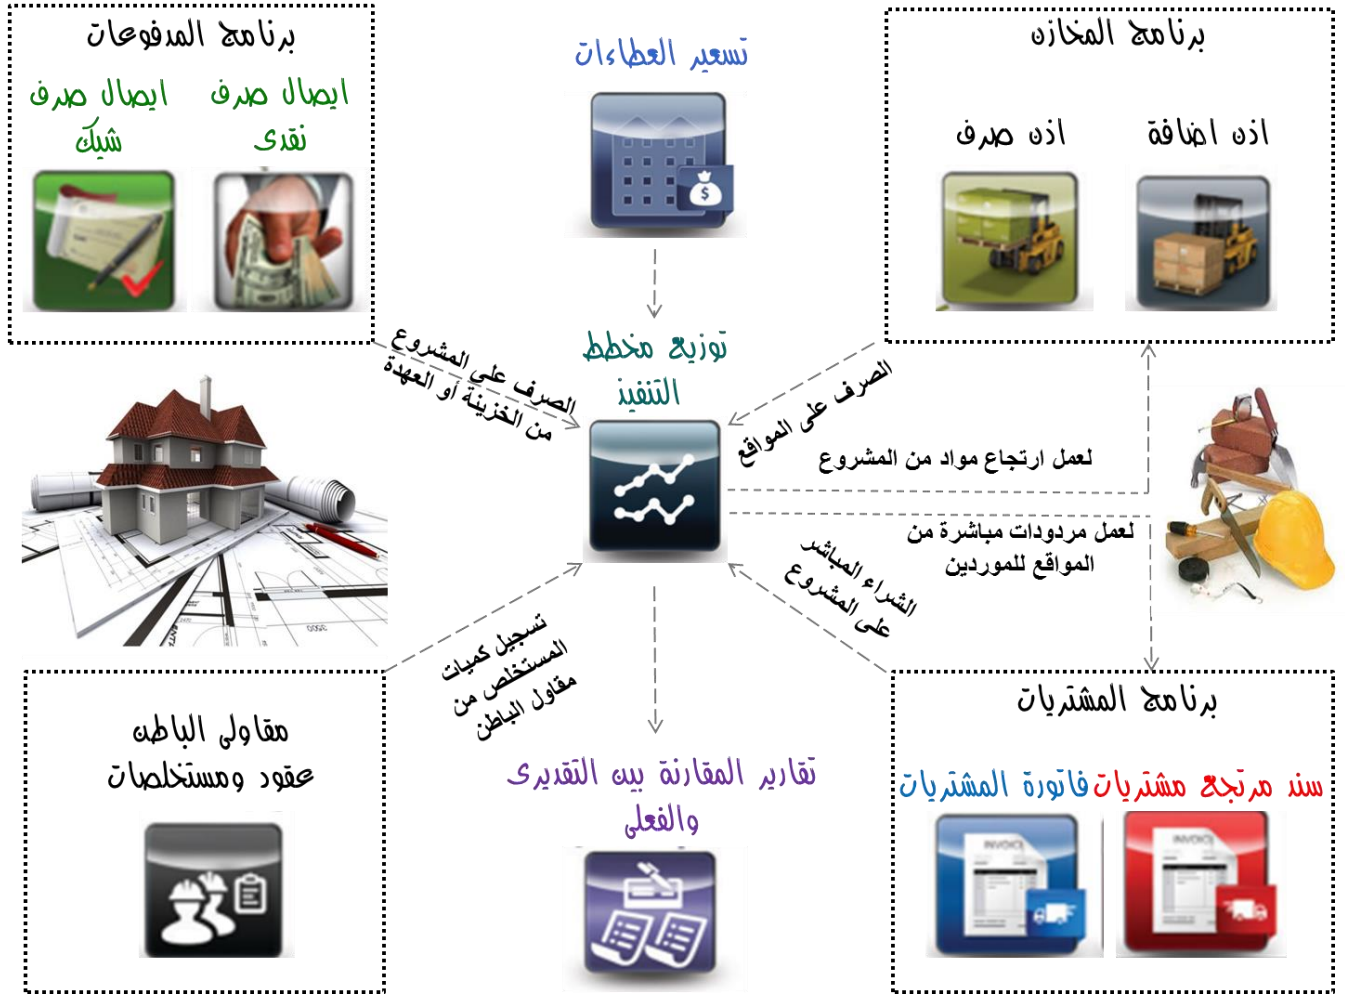 برنامج المخازن
اذن اضافة
اذن صرف
تسعير العطاءات
برنامج المدفوعات
ايصال صرف
نقدى
ايصال صرف
شيك
توزيع مخطط
التنفيذ
الصرف على المواقع
الصرف على المشروع
من الخزينة أو العهدة
لعمل ارتجاع مواد من المشروع
لعمل مردودات مباشرة من
المواقع للموردين
الشراء المباشر
على المشروع
تسجيل كميات
المستخلص من
مقاول الباطن
برنامج المشتريات
سند مرتجع مشتريات
فاتورة المشتريات
INVOICE
INVOICE
تقارير المقارنة بين التقديرى
والفعلى
مقاولى الباطن
عقود ومستخلصات